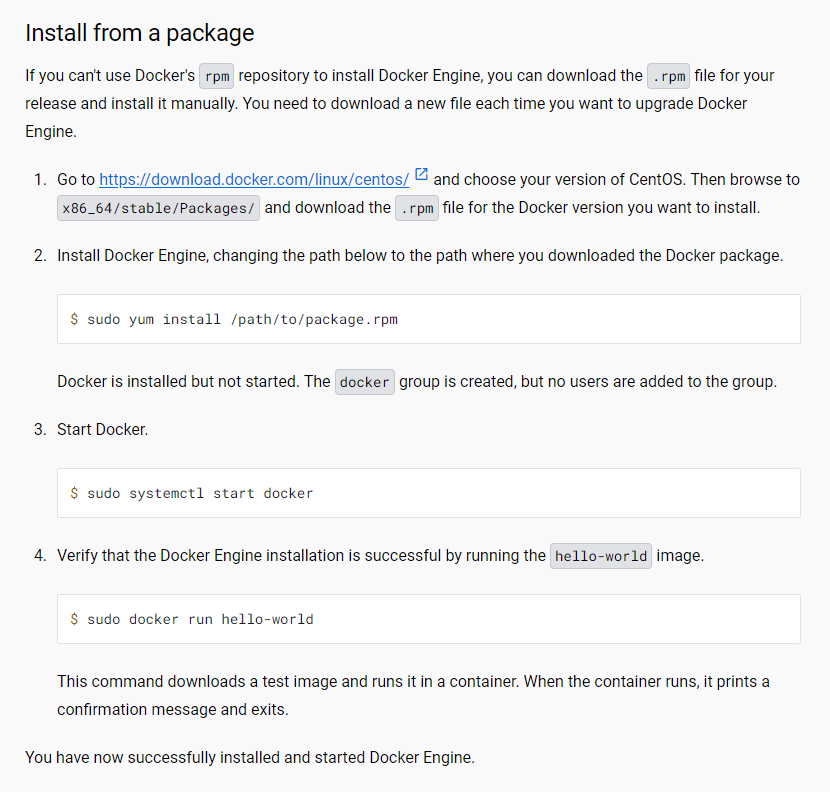 Install from a package
If you can't use Docker's rpm repository to install Docker Engine, you can download the .rpm file for your
release and install it manually. You need to download a new file each time you want to upgrade Docker
Engine.
1. Go to https://download.docker.com/linux/centos/ and choose your version of CentOS. Then browse to
x86_64/stable/Packages/ and download the .rpm file for the Docker version you want to install.
2. Install Docker Engine, changing the path below to the path where you downloaded the Docker package.
$ sudo yum install /path/to/package.rpm
Docker is installed but not started. The docker group is created, but no users are added to the group.
3. Start Docker.
$ sudo systemctl start docker
4. Verify that the Docker Engine installation is successful by running the hello-world image.
$ sudo docker run hello-world
This command downloads a test image and runs it in a container. When the container runs, it prints a
confirmation message and exits.
You have now successfully installed and started Docker Engine.